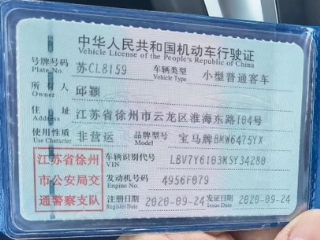 中华人民共和国机动车行驶证
Vehicle License of the People's Republic of China
号牌号码 苏CL8159 车辆类型 小型普通客车
Plate No. Vehicle Type
所有人 邱颖
Owner
住址 江苏省徐州市云龙区淮海东路104号
Address
使用性质 非营运 品牌型号 宝马牌BMW6475YX
Use Character Model
江苏省徐州
市公安局交
通警察支队
车辆识别代号
VIN
发动机号码 4956F079
Engine No.
注册日期 2020-09-24 发证日期 2020-09-24
Register Date Issue Date